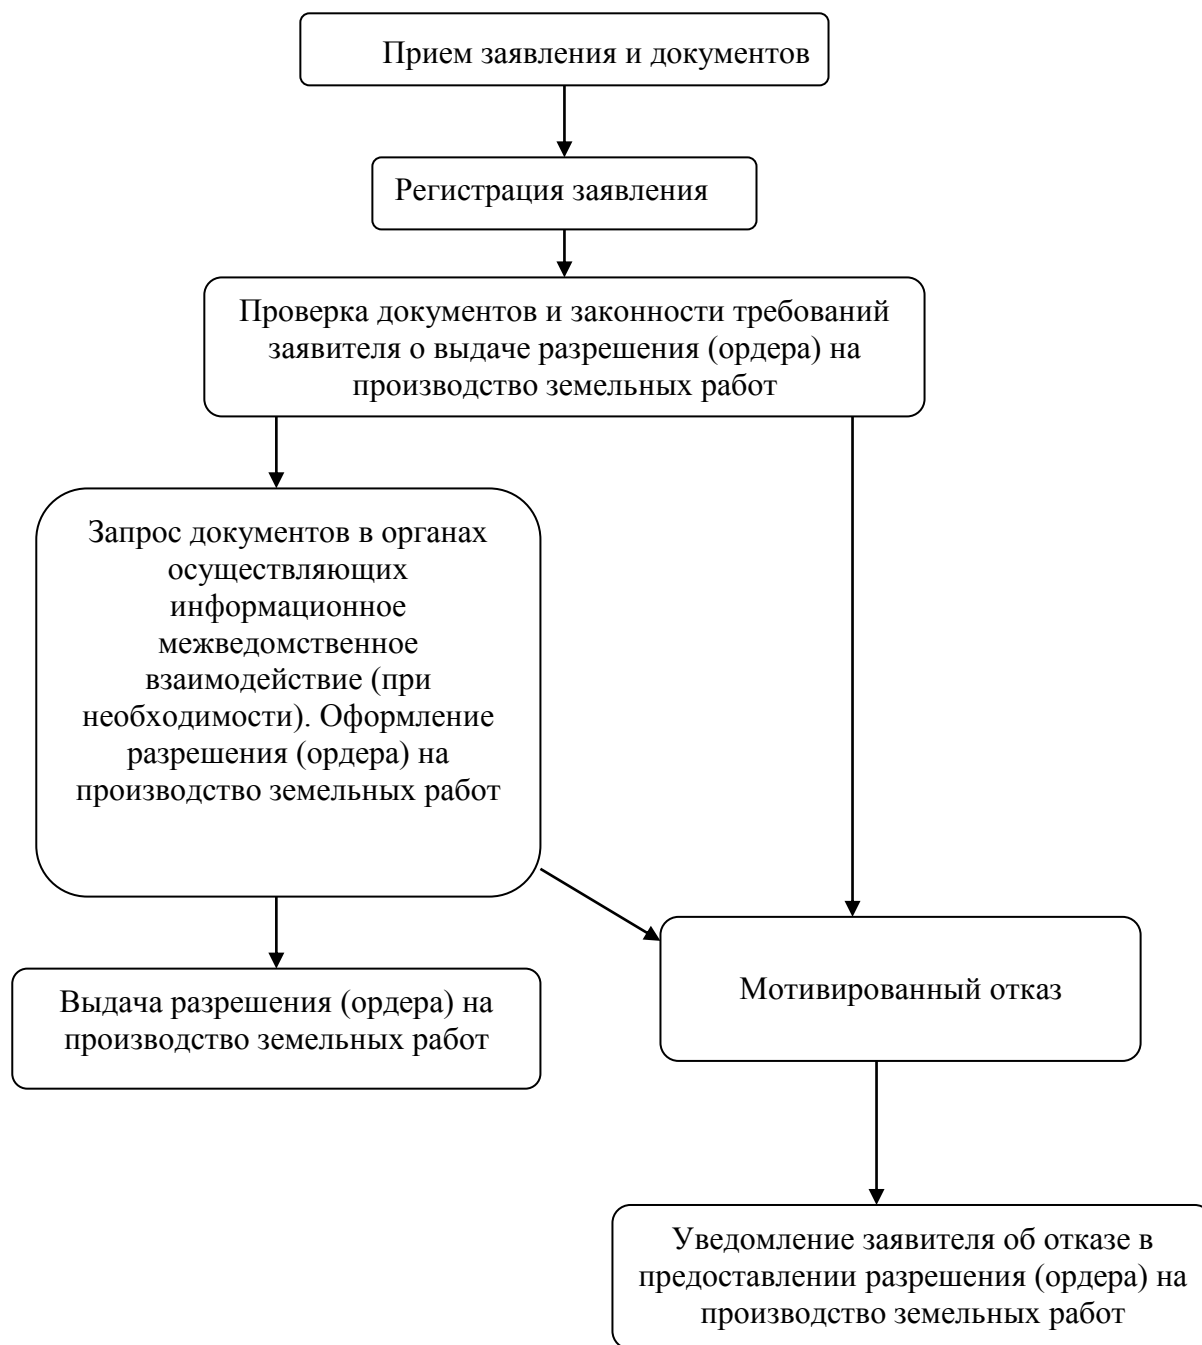 Прием заявления и документов
Регистрация заявления
Проверка документов и законности требований
заявителя о выдаче разрешения (ордера) на
производство земельных работ
Запрос документов в органах
осуществляющих
информационное
межведомственное
взаимодействие (при
необходимости). Оформление
разрешения (ордера) на
производство земельных работ
Выдача разрешения (ордера) на
производство земельных работ
Мотивированный отказ
Уведомление заявителя об отказе в
предоставлении разрешения (ордера) на
производство земельных работ